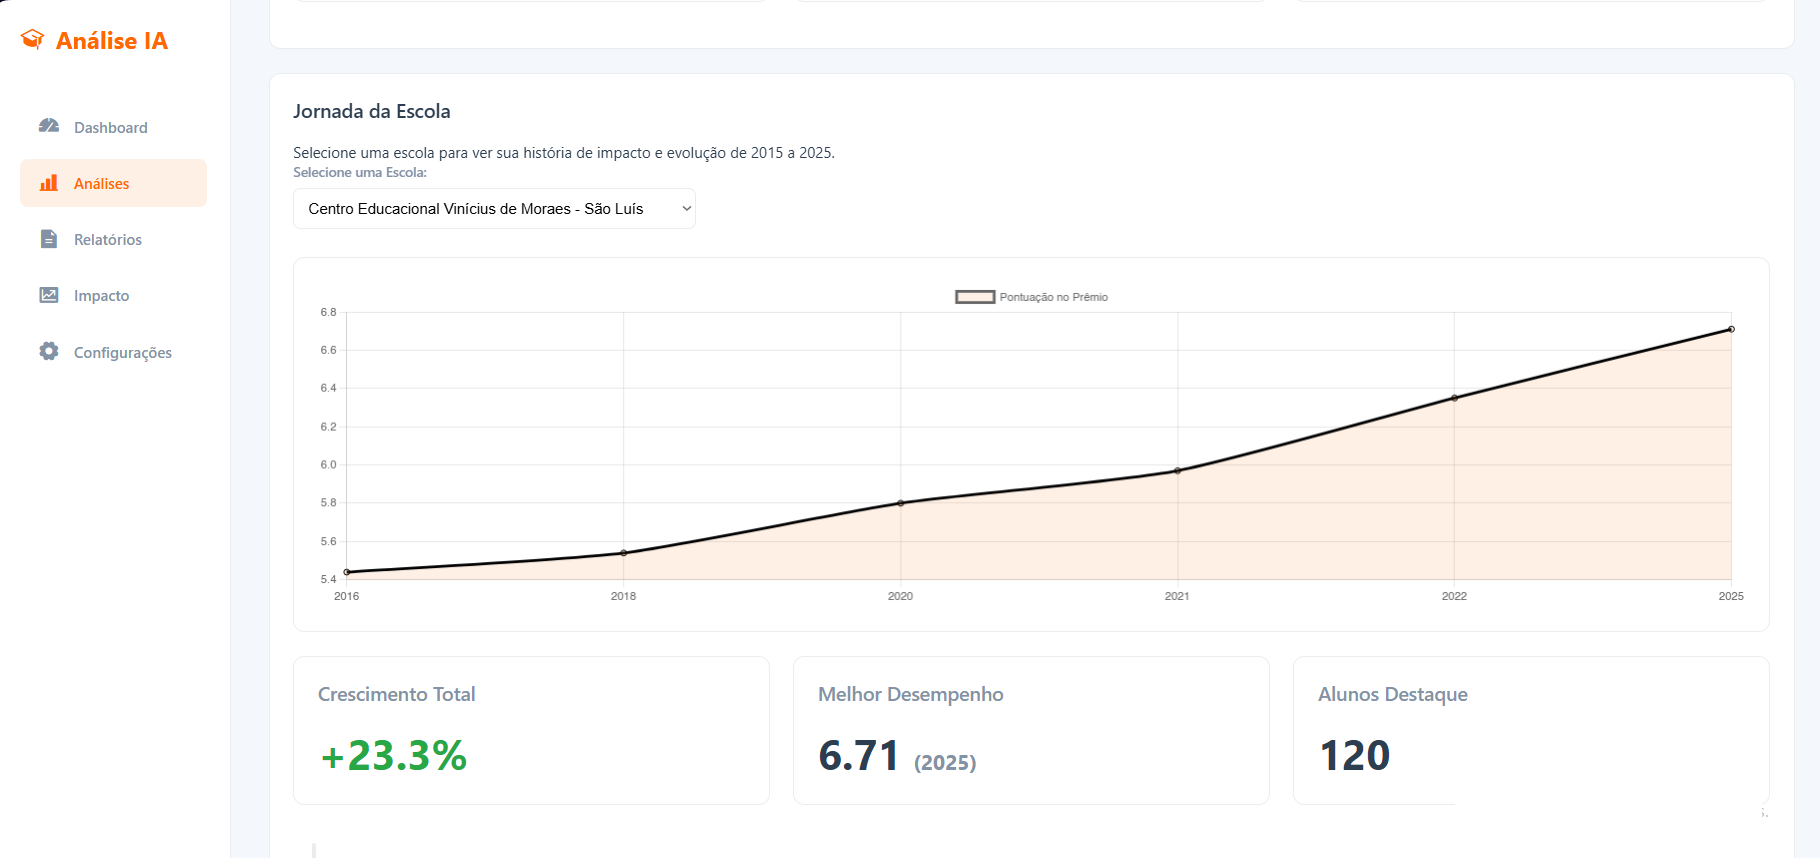 Análise IA
Dashboard
Análises
Relatórios
Impacto
Configurações
Jornada da Escola
Selecione uma escola para ver sua história de impacto e evolução de 2015 a 2025.
Selecione uma Escola:
Centro Educacional Vinícius de Moraes - São Luís
Pontuação no Prêmio
6.8
6.6
6.4
6.2
6.0
5.8
5.6
5.4
2016 2018 2020 2021 2022 2025
Crescimento Total
+23.3%
Melhor Desempenho
6.71 (2025)
Alunos Destaque
120